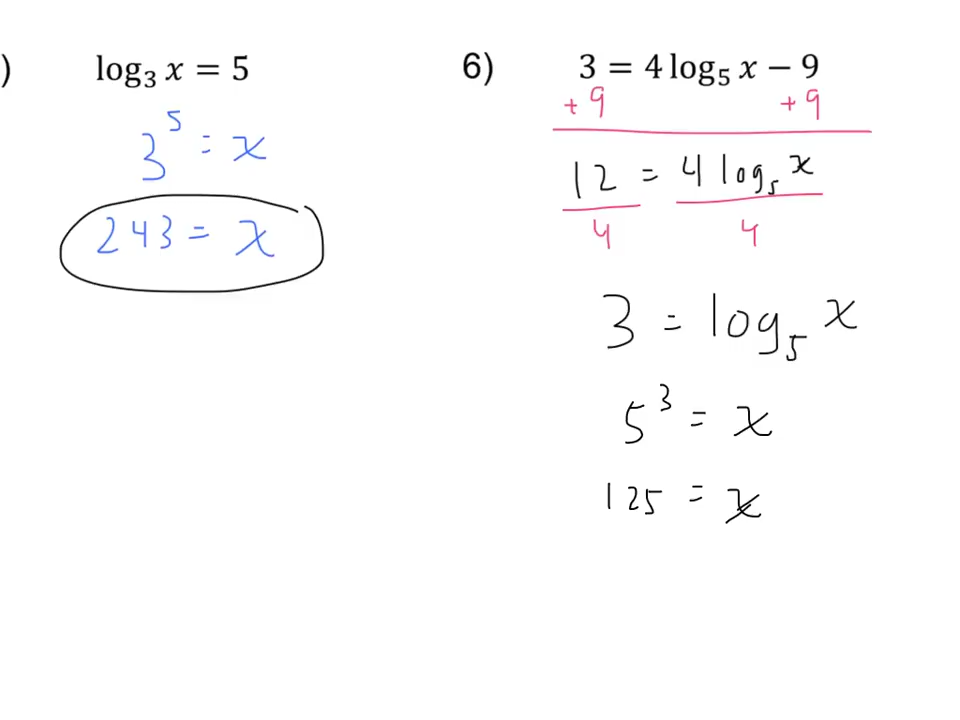 ) log₃ x = 5
3⁵ = x
243 = x
6) 3 = 4 log₅ x − 9
+9 +9
12 = 4 log₅ x
4 4
3 = log₅ x
5³ = x
125 = x